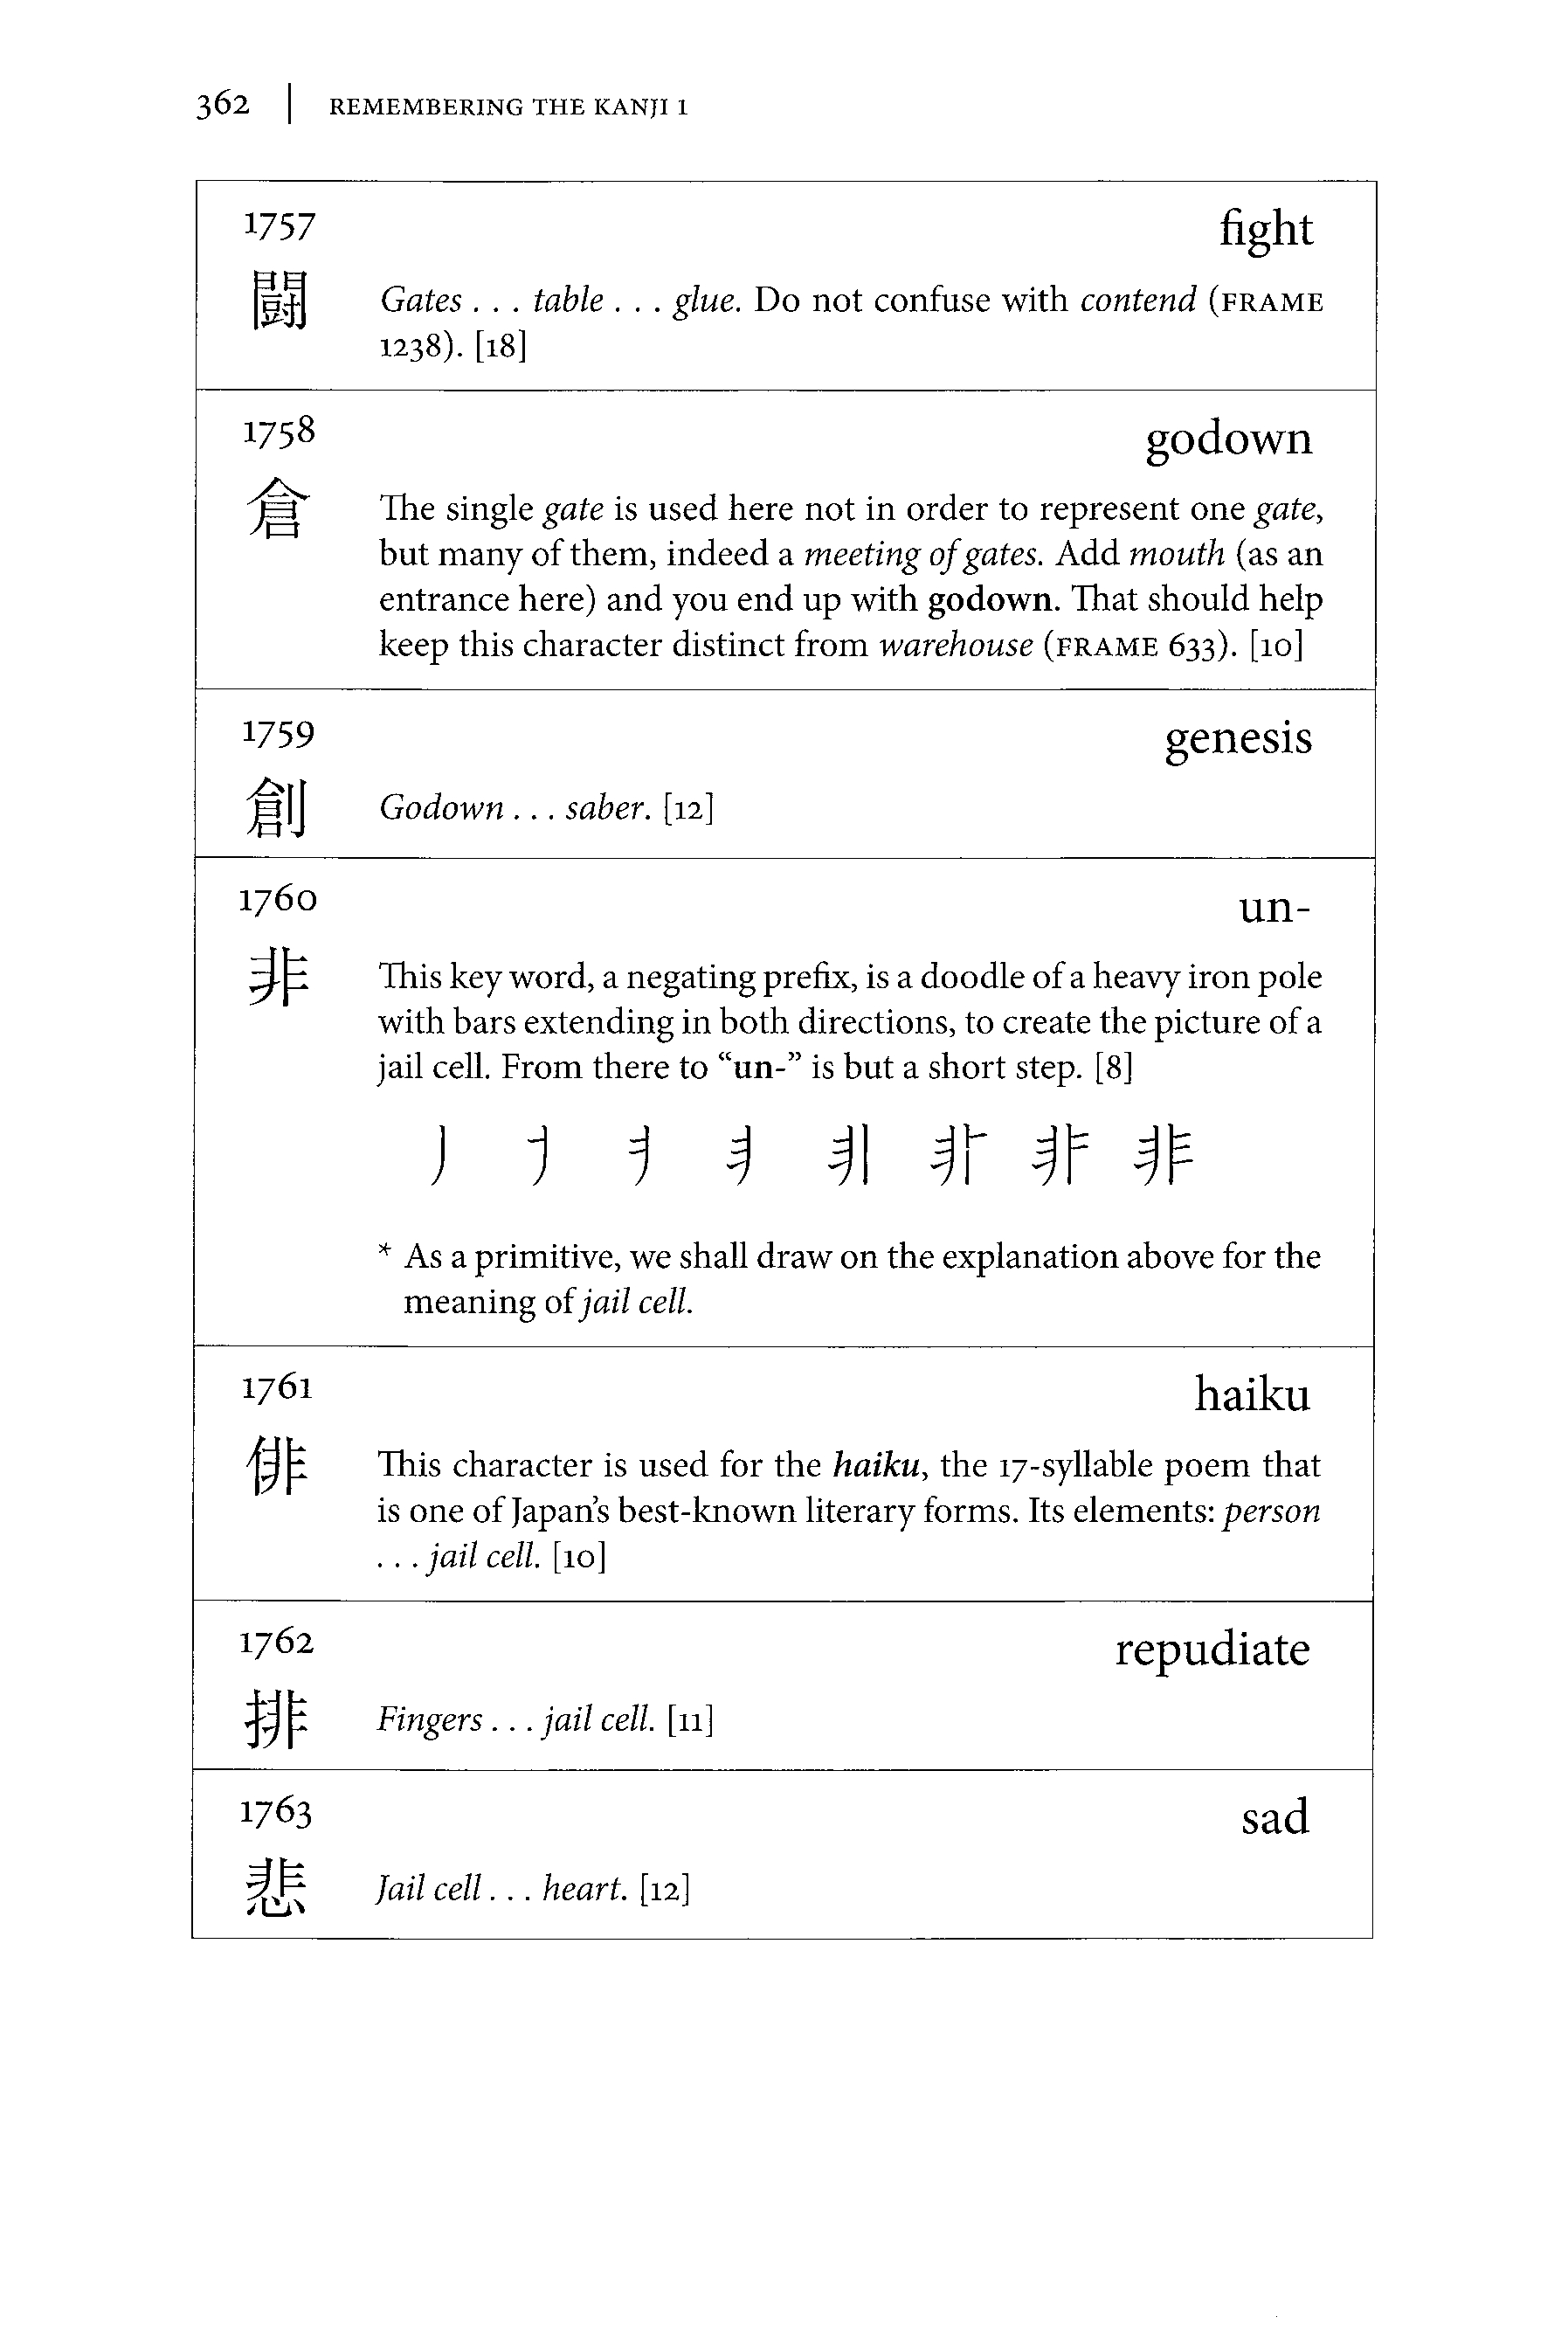 362 | REMEMBERING THE KANJI 1
1757 fight
闘 Gates . . . table . . . glue. Do not confuse with contend (FRAME
1238). [18]
1758 godown
倉 The single gate is used here not in order to represent one gate,
but many of them, indeed a meeting of gates. Add mouth (as an
entrance here) and you end up with godown. That should help
keep this character distinct from warehouse (FRAME 633). [10]
1759 genesis
創 Godown . . . saber. [12]
1760 un-
非 This key word, a negating prefix, is a doodle of a heavy iron pole
with bars extending in both directions, to create the picture of a
jail cell. From there to “un-” is but a short step. [8]
非
* As a primitive, we shall draw on the explanation above for the
meaning of jail cell.
1761 haiku
俳 This character is used for the haiku, the 17-syllable poem that
is one of Japan’s best-known literary forms. Its elements: person
. . . jail cell. [10]
1762 repudiate
排 Fingers . . . jail cell. [11]
1763 sad
悲 Jail cell . . . heart. [12]